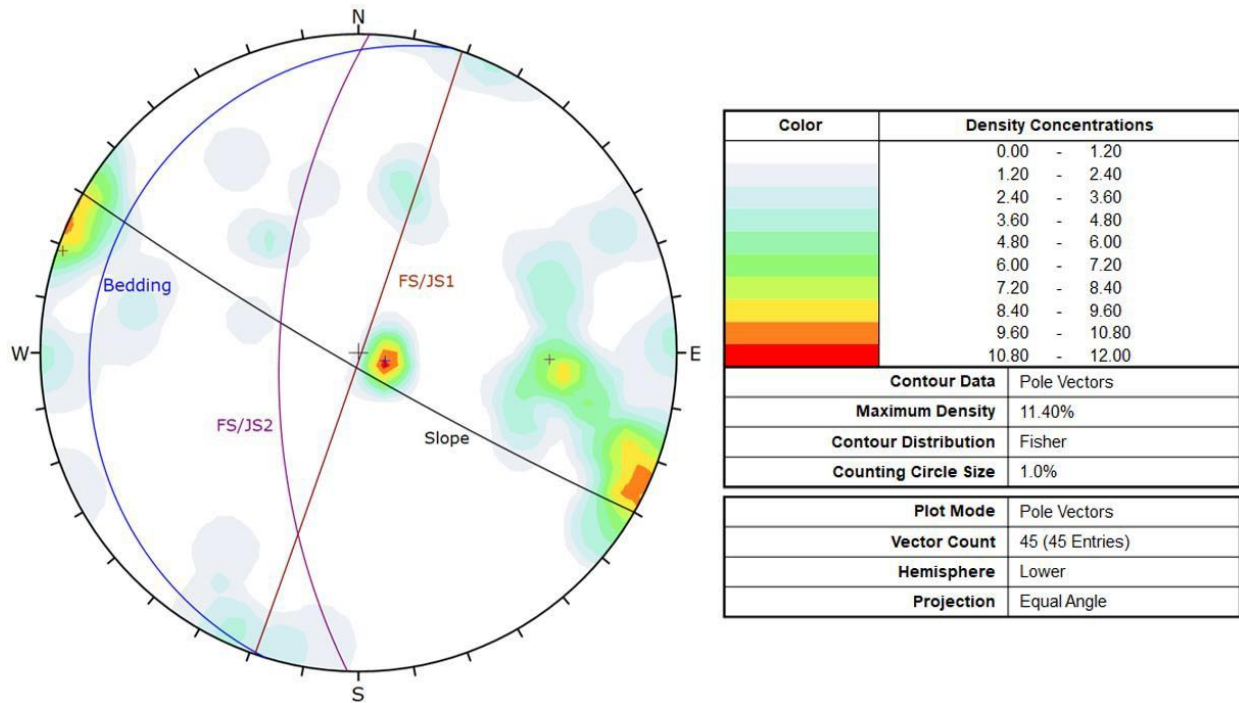 N
Bedding
FS/JS1
W
E
FS/JS2
Slope
S
Color Density Concentrations
0.00 - 1.20
1.20 - 2.40
2.40 - 3.60
3.60 - 4.80
4.80 - 6.00
6.00 - 7.20
7.20 - 8.40
8.40 - 9.60
9.60 - 10.80
10.80 - 12.00
Contour Data Pole Vectors
Maximum Density 11.40%
Contour Distribution Fisher
Counting Circle Size 1.0%
Plot Mode Pole Vectors
Vector Count 45 (45 Entries)
Hemisphere Lower
Projection Equal Angle